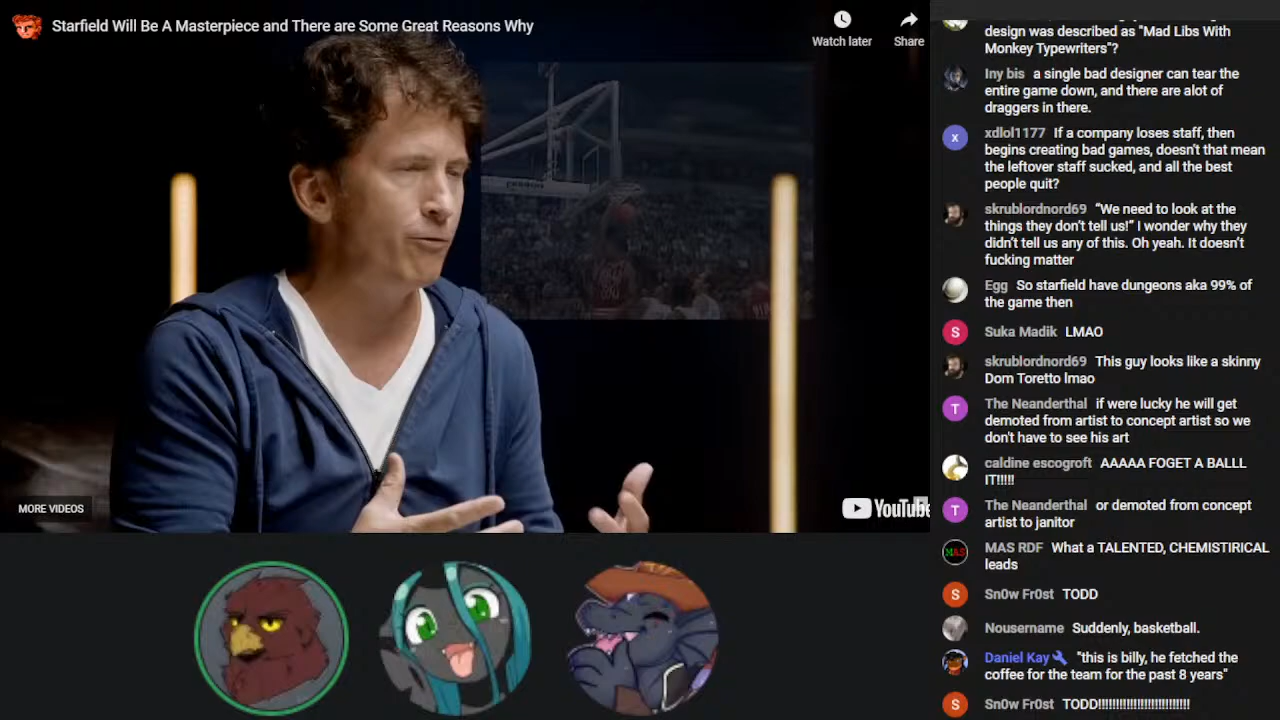 Starfield Will Be A Masterpiece and There are Some Great Reasons Why
Watch later
Share
MORE VIDEOS
YouTube
design was described as "Mad Libs With
Monkey Typewriters"?
Iny bis a single bad designer can tear the
entire game down, and there are alot of
draggers in there.
x
xdlol1177 If a company loses staff, then
begins creating bad games, doesn't that mean
the leftover staff sucked, and all the best
people quit?
skrublordnord69 “We need to look at the
things they don’t tell us!” I wonder why they
didn’t tell us any of this. Oh yeah. It doesn’t
fucking matter
Egg So starfield have dungeons aka 99% of
the game then
S
Suka Madik LMAO
skrublordnord69 This guy looks like a skinny
Dom Toretto lmao
T
The Neanderthal if were lucky he will get
demoted from artist to concept artist so we
don't have to see his art
caldine escogroft AAAAA FOGET A BALLL
IT!!!!!
T
The Neanderthal or demoted from concept
artist to janitor
MAS
MAS RDF What a TALENTED, CHEMISTIRICAL
leads
S
Sn0w Fr0st TODD
Nousername Suddenly, basketball.
Daniel Kay "this is billy, he fetched the
coffee for the team for the past 8 years"
S
Sn0w Fr0st TODD!!!!!!!!!!!!!!!!!!!!!!!!!!